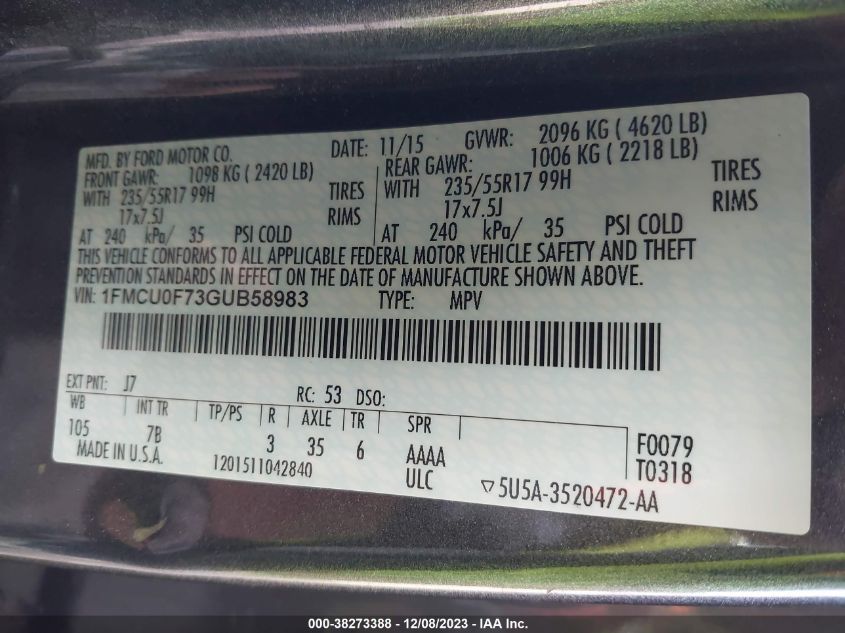 MFD. BY FORD MOTOR CO. DATE: 11/15 GVWR: 2096 KG ( 4620 LB)
FRONT GAWR: 1098 KG ( 2420 LB) REAR GAWR: 1006 KG ( 2218 LB)
WITH 235/55R17 99H TIRES WITH 235/55R17 99H TIRES
17x7.5J RIMS 17x7.5J RIMS
AT 240 kPa/ 35 PSI COLD AT 240 kPa/ 35 PSI COLD
THIS VEHICLE CONFORMS TO ALL APPLICABLE FEDERAL MOTOR VEHICLE SAFETY AND THEFT
PREVENTION STANDARDS IN EFFECT ON THE DATE OF MANUFACTURE SHOWN ABOVE.
VIN: 1FMCU0F73GUB58983 TYPE: MPV
EXT PNT: J7 RC: 53 DSO:
WB INT TR TP/PS R AXLE TR SPR
105 7B 3 35 6 AAAA F0079
MADE IN U.S.A. 1201511042840 ULC T0318
▽5U5A-3520472-AA
000-38273388 - 12/08/2023 - IAA Inc.